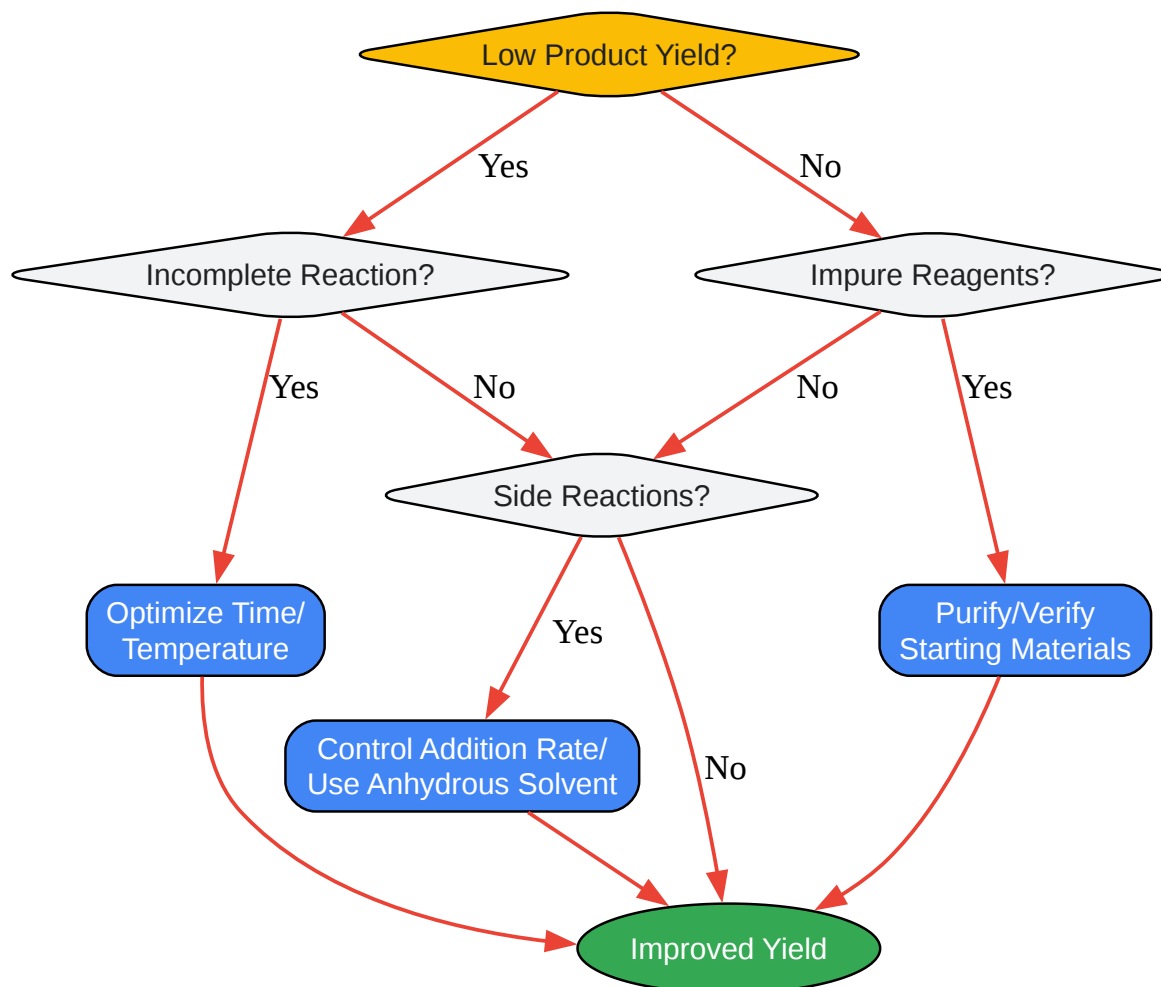 Low Product Yield?
Yes
No
Incomplete Reaction?
Impure Reagents?
Yes
No
No
Yes
Side Reactions?
Optimize Time/
Temperature
Purify/Verify
Starting Materials
Yes
Control Addition Rate/
Use Anhydrous Solvent
No
Improved Yield